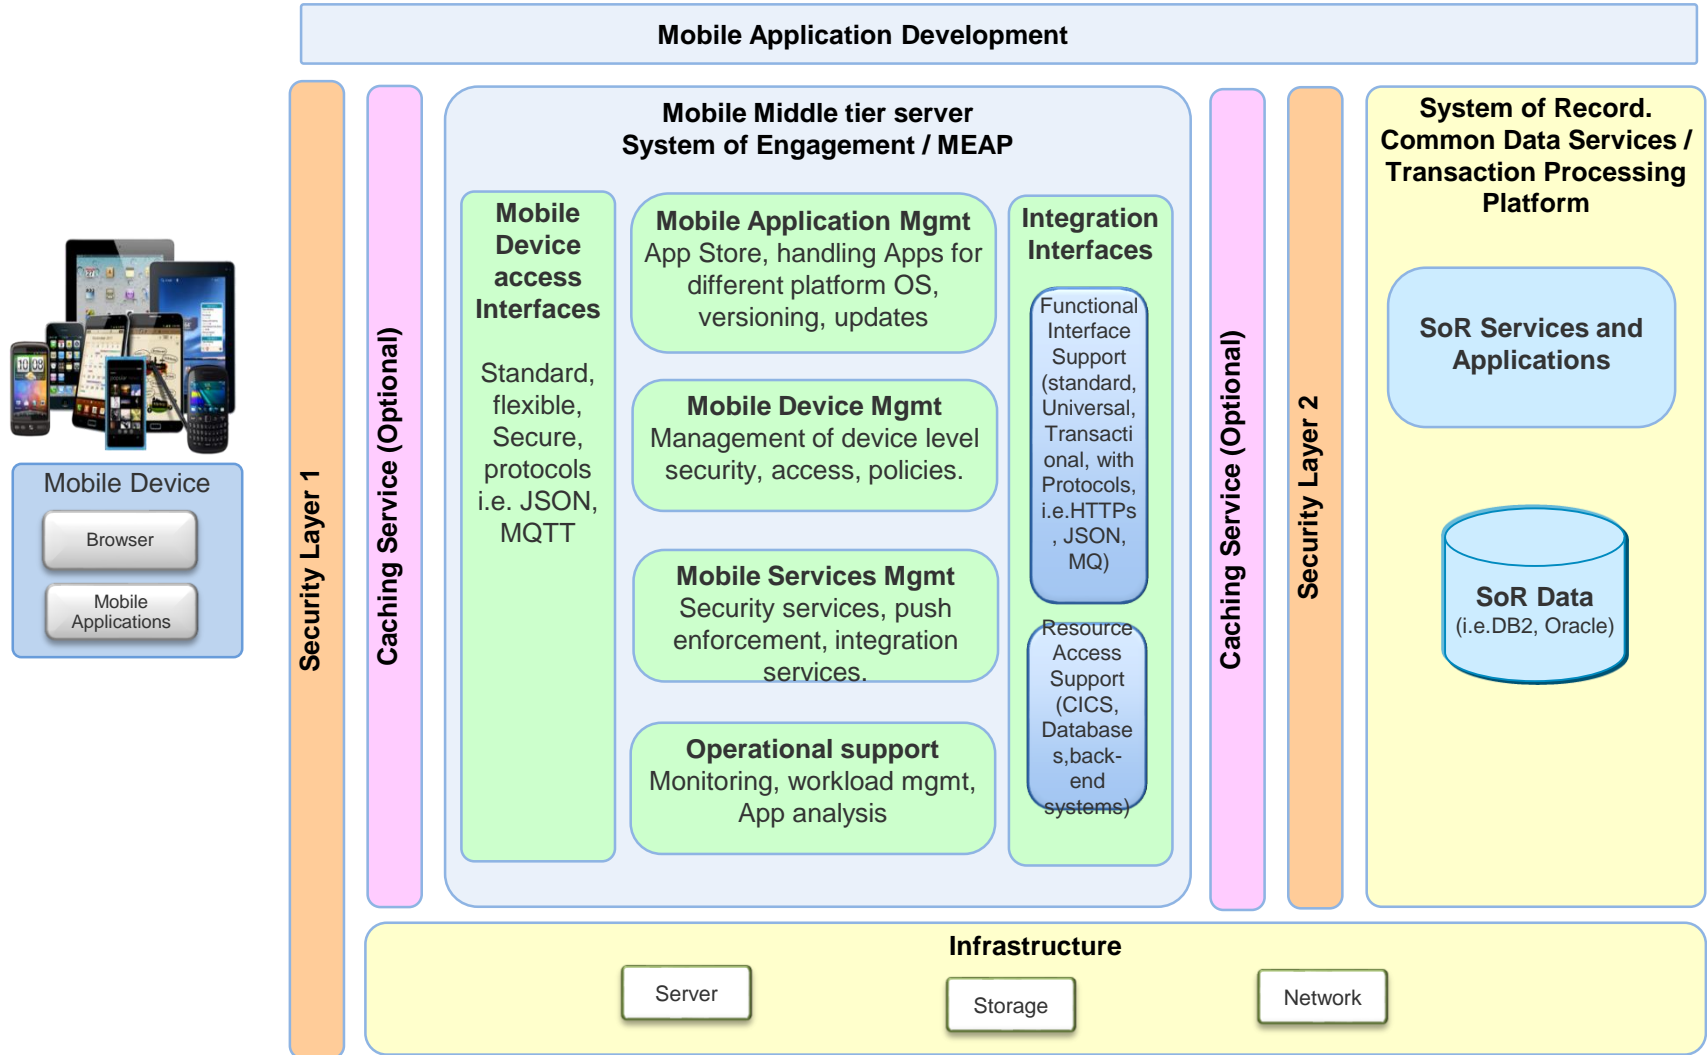 Mobile Application Development
Mobile Device
Browser
Mobile
Applications
Security Layer 1
Caching Service (Optional)
Mobile Middle tier server
System of Engagement / MEAP
Mobile
Device
access
Interfaces
Standard,
flexible,
Secure,
protocols
i.e. JSON,
MQTT
Mobile Application Mgmt
App Store, handling Apps for
different platform OS,
versioning, updates
Mobile Device Mgmt
Management of device level
security, access, policies.
Mobile Services Mgmt
Security services, push
enforcement, integration
services.
Operational support
Monitoring, workload mgmt,
App analysis
Integration
Interfaces
Functional
Interface
Support
(standard,
Universal,
Transacti
onal, with
Protocols,
i.e.HTTPs
, JSON,
MQ)
Resource
Access
Support
(CICS,
Database
s,back-
end
systems)
Caching Service (Optional)
Security Layer 2
System of Record.
Common Data Services /
Transaction Processing
Platform
SoR Services and
Applications
SoR Data
(i.e.DB2, Oracle)
Infrastructure
Server
Storage
Network